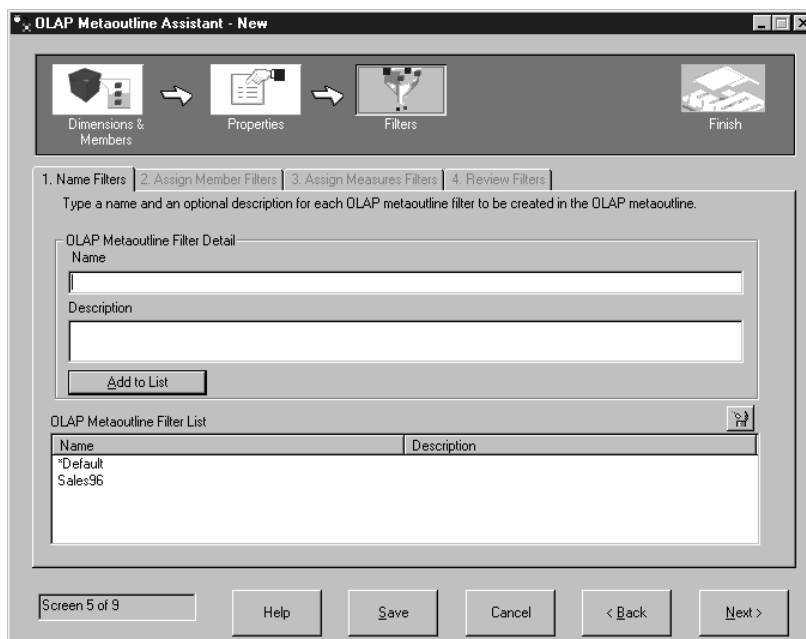 OLAP Metaoutline Assistant - New
Dimensions &
Members
Properties
Filters
Finish
1. Name Filters
2. Assign Member Filters
3. Assign Measures Filters
4. Review Filters
Type a name and an optional description for each OLAP metaoutline filter to be created in the OLAP metaoutline.
OLAP Metaoutline Filter Detail
Name
Description
Add to List
OLAP Metaoutline Filter List
Name Description
*Default
Sales96
Screen 5 of 9
Help
Save
Cancel
< Back
Next >